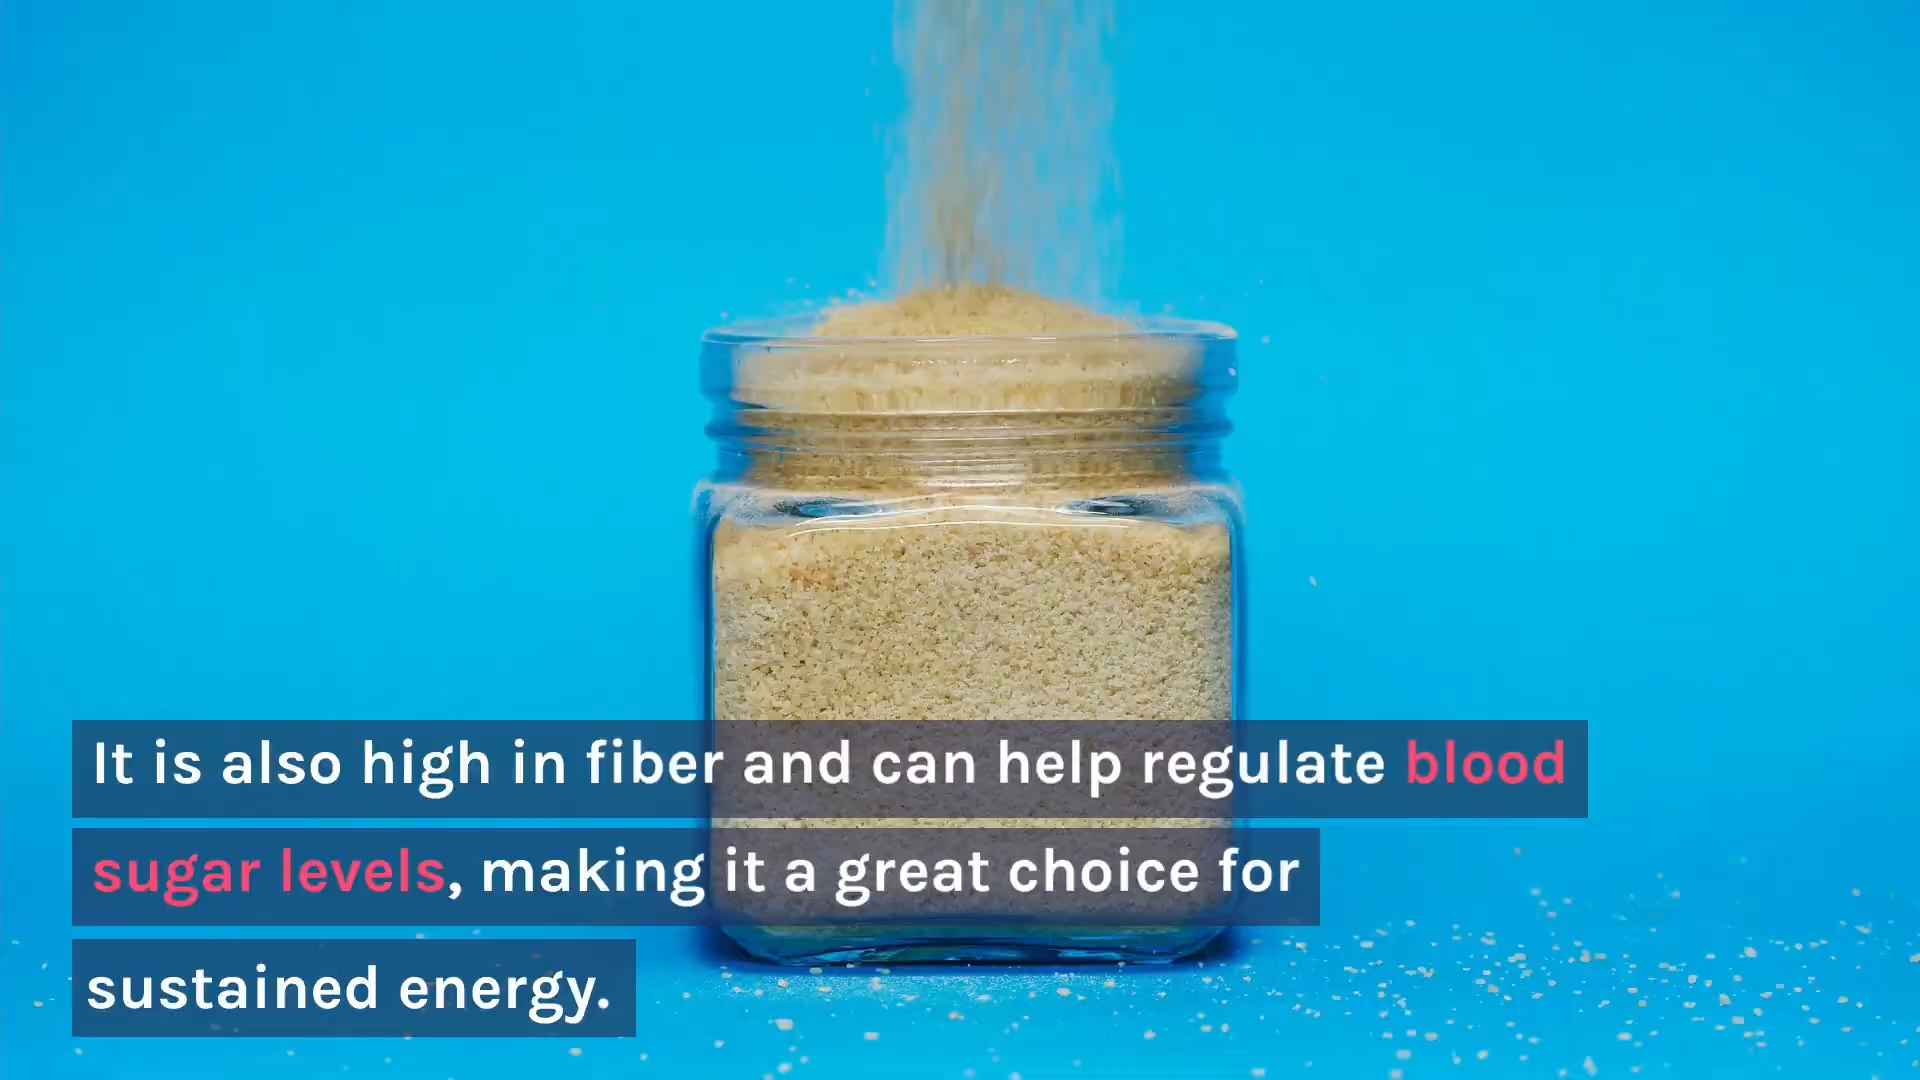 It is also high in fiber and can help regulate blood
sugar levels, making it a great choice for
sustained energy.